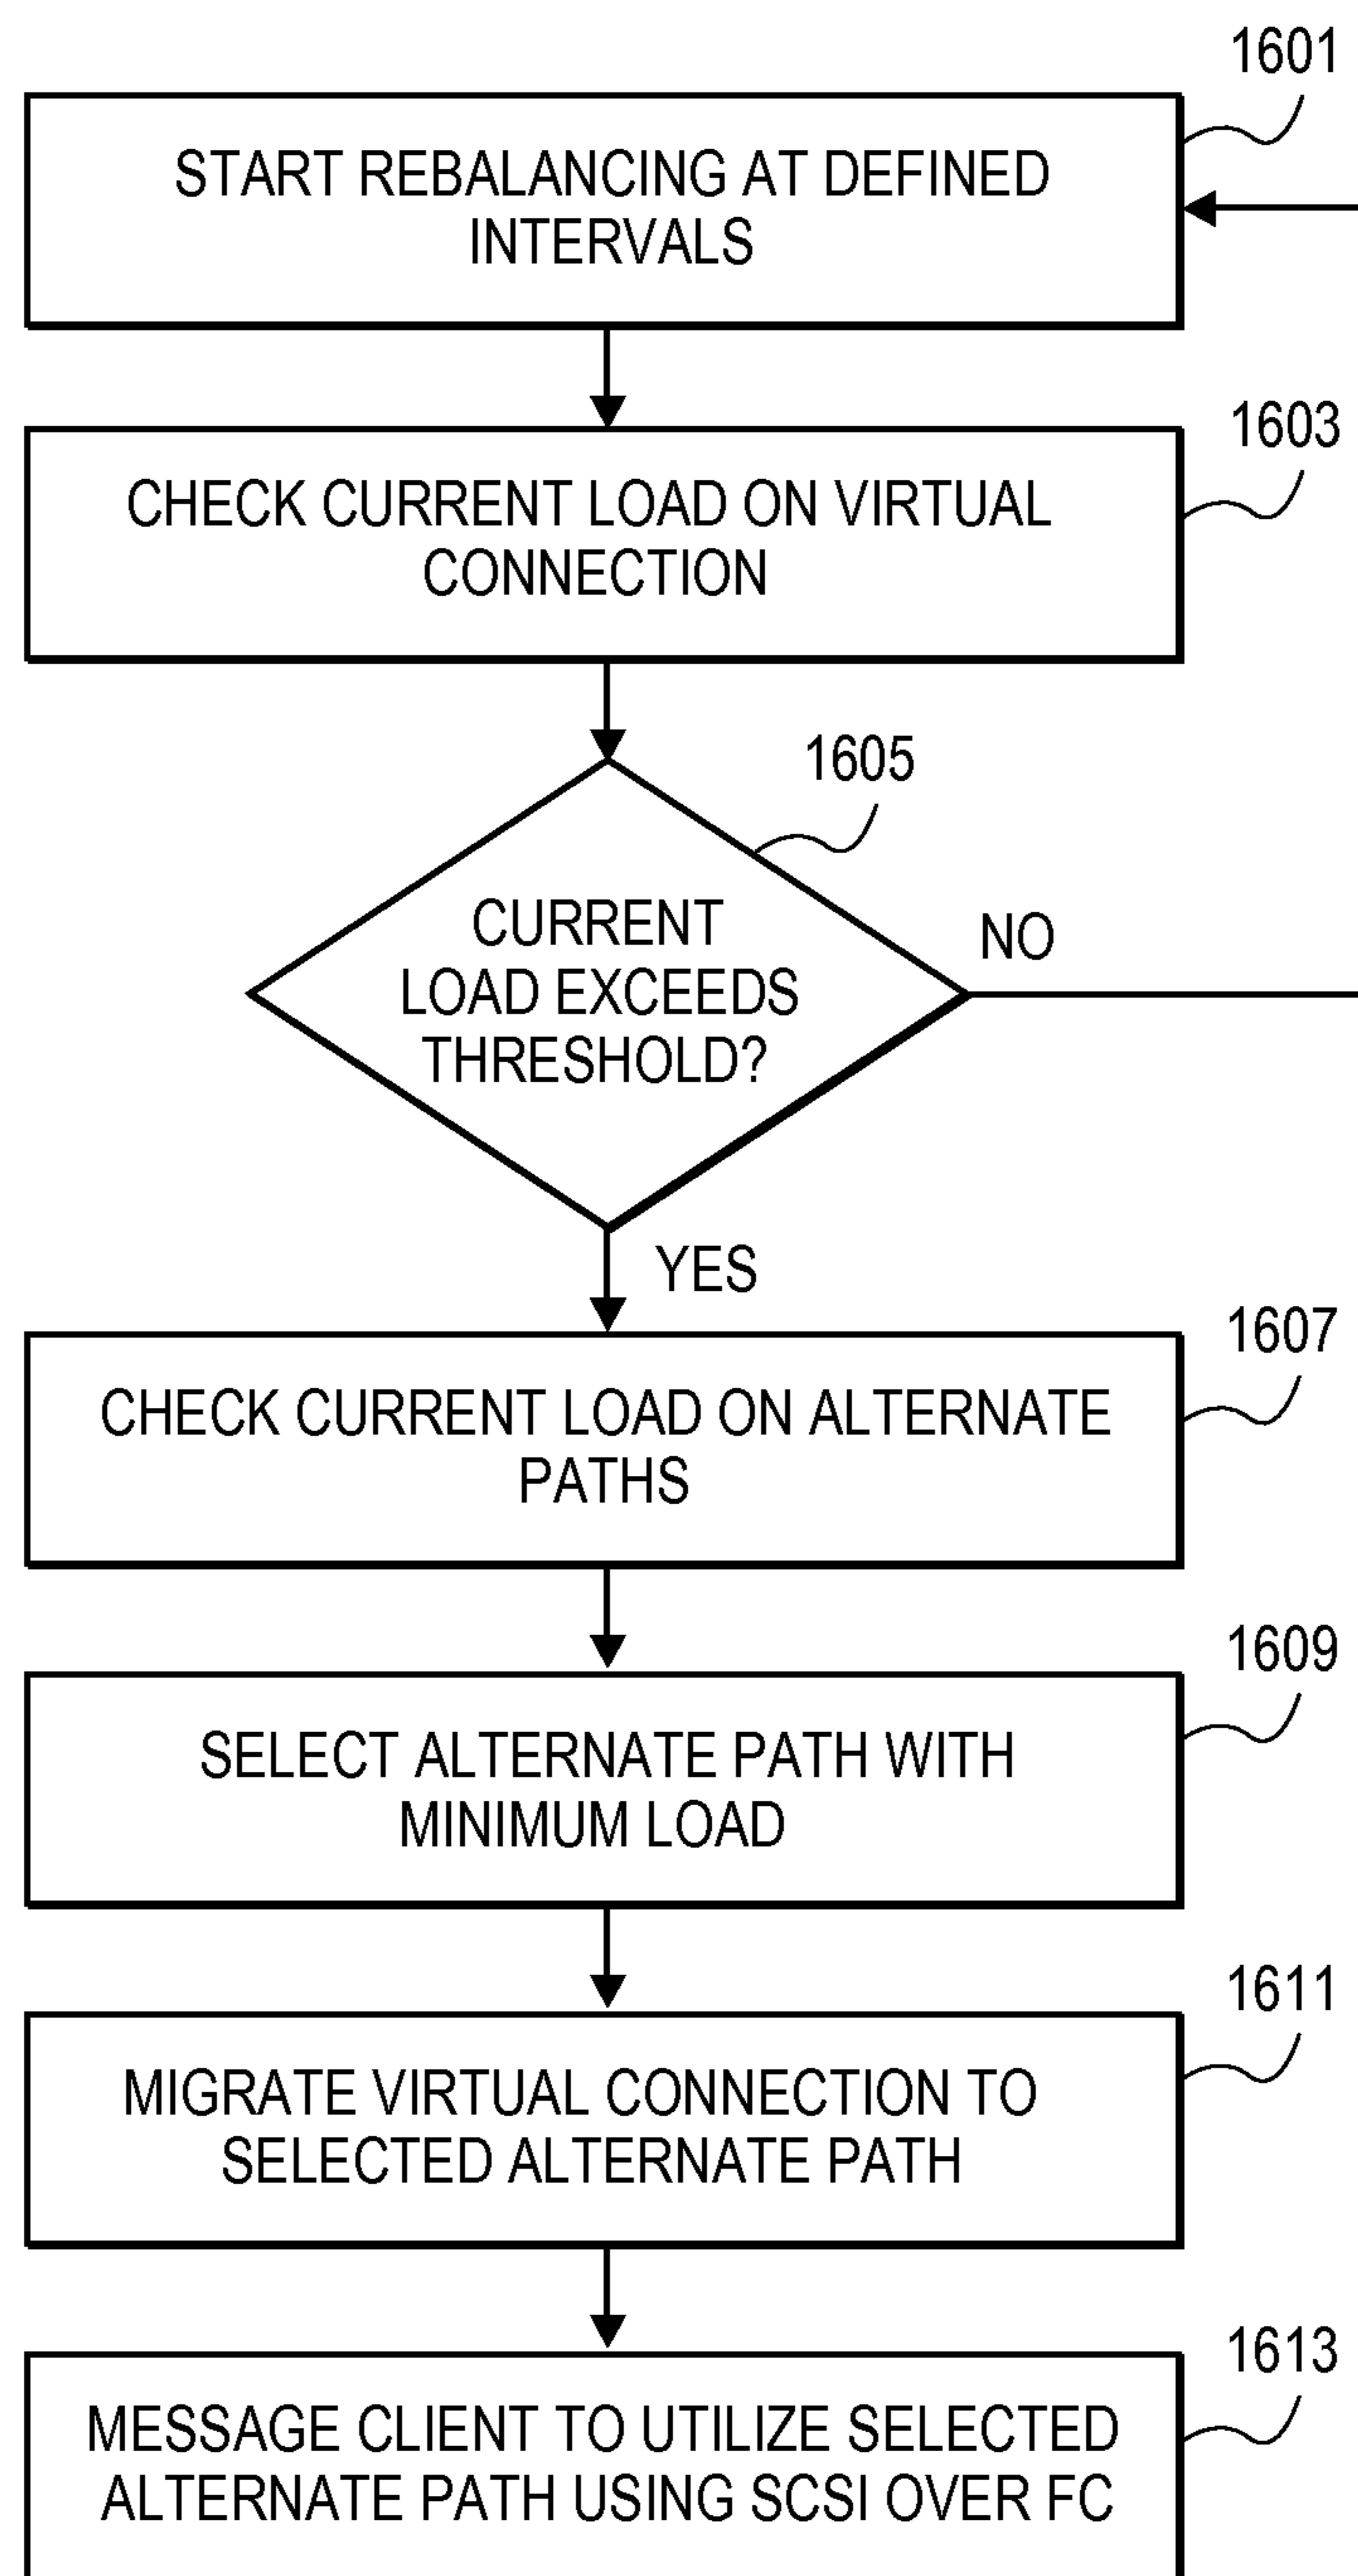 1601
START REBALANCING AT DEFINED
INTERVALS
1603
CHECK CURRENT LOAD ON VIRTUAL
CONNECTION
1605
CURRENT
LOAD EXCEEDS
THRESHOLD?
NO
YES
1607
CHECK CURRENT LOAD ON ALTERNATE
PATHS
1609
SELECT ALTERNATE PATH WITH
MINIMUM LOAD
1611
MIGRATE VIRTUAL CONNECTION TO
SELECTED ALTERNATE PATH
1613
MESSAGE CLIENT TO UTILIZE SELECTED
ALTERNATE PATH USING SCSI OVER FC